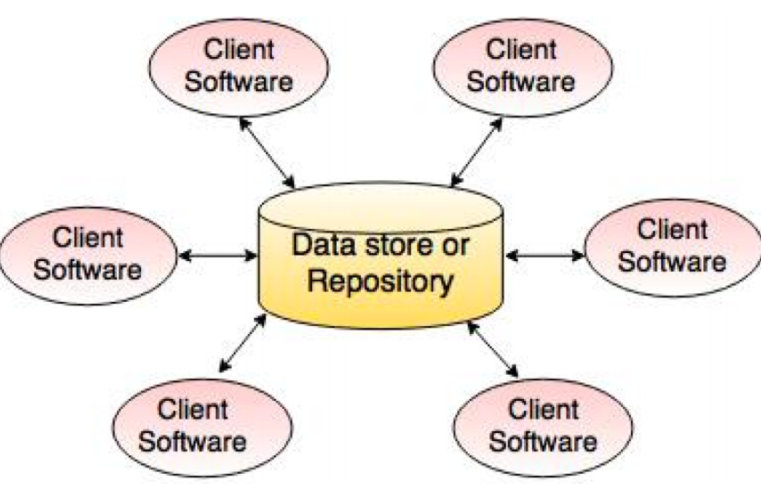 Client
Software
Client
Software
Client
Software
Data store or
Repository
Client
Software
Client
Software
Client
Software